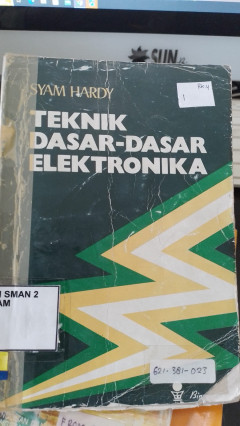 SUN
SYAM HARDY
TEKNIK
DASAR-DASAR
ELEKTRONIKA
SMAN 2
AM
621-381-023